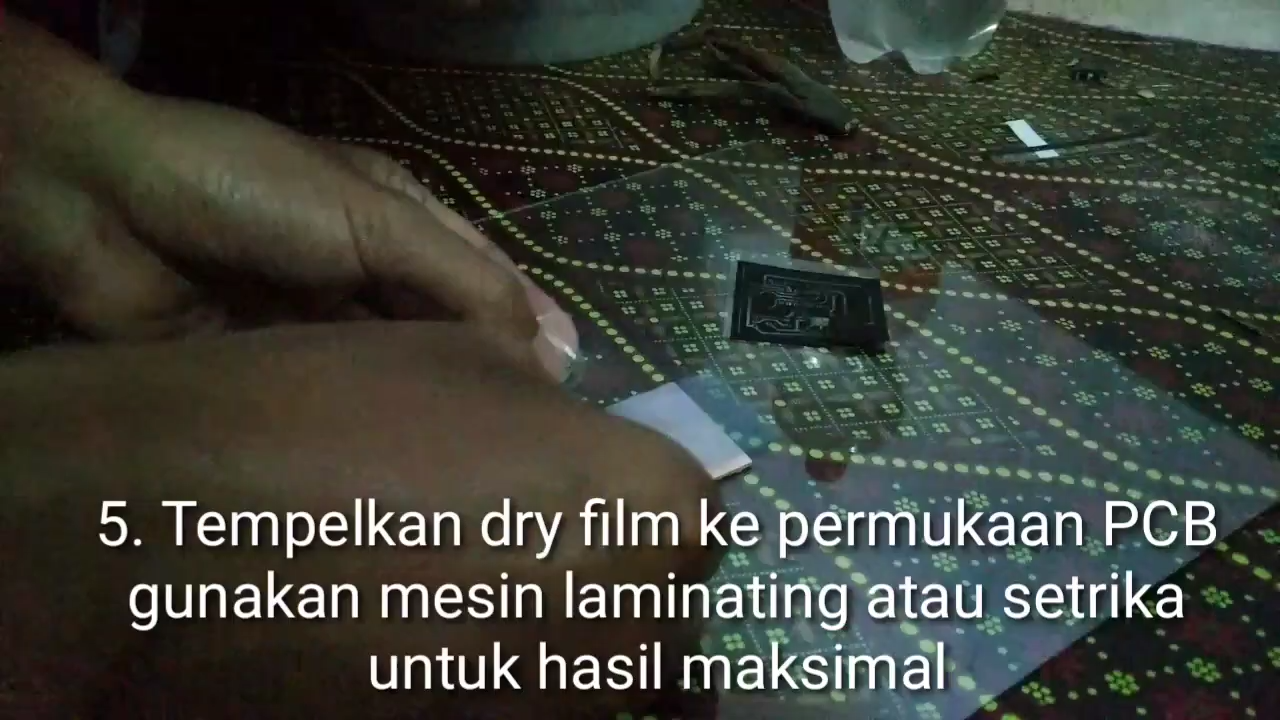 5. Tempelkan dry film ke permukaan PCB
gunakan mesin laminating atau setrika
untuk hasil maksimal